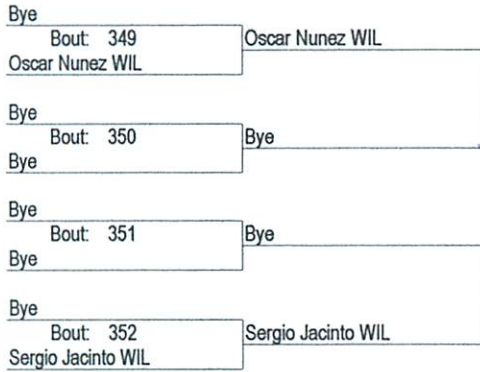 Bye
Bout: 349
Oscar Nunez WIL
Oscar Nunez WIL
Bye
Bout: 350
Bye
Bye
Bye
Bout: 351
Bye
Bye
Bye
Bout: 352
Sergio Jacinto WIL
Sergio Jacinto WIL